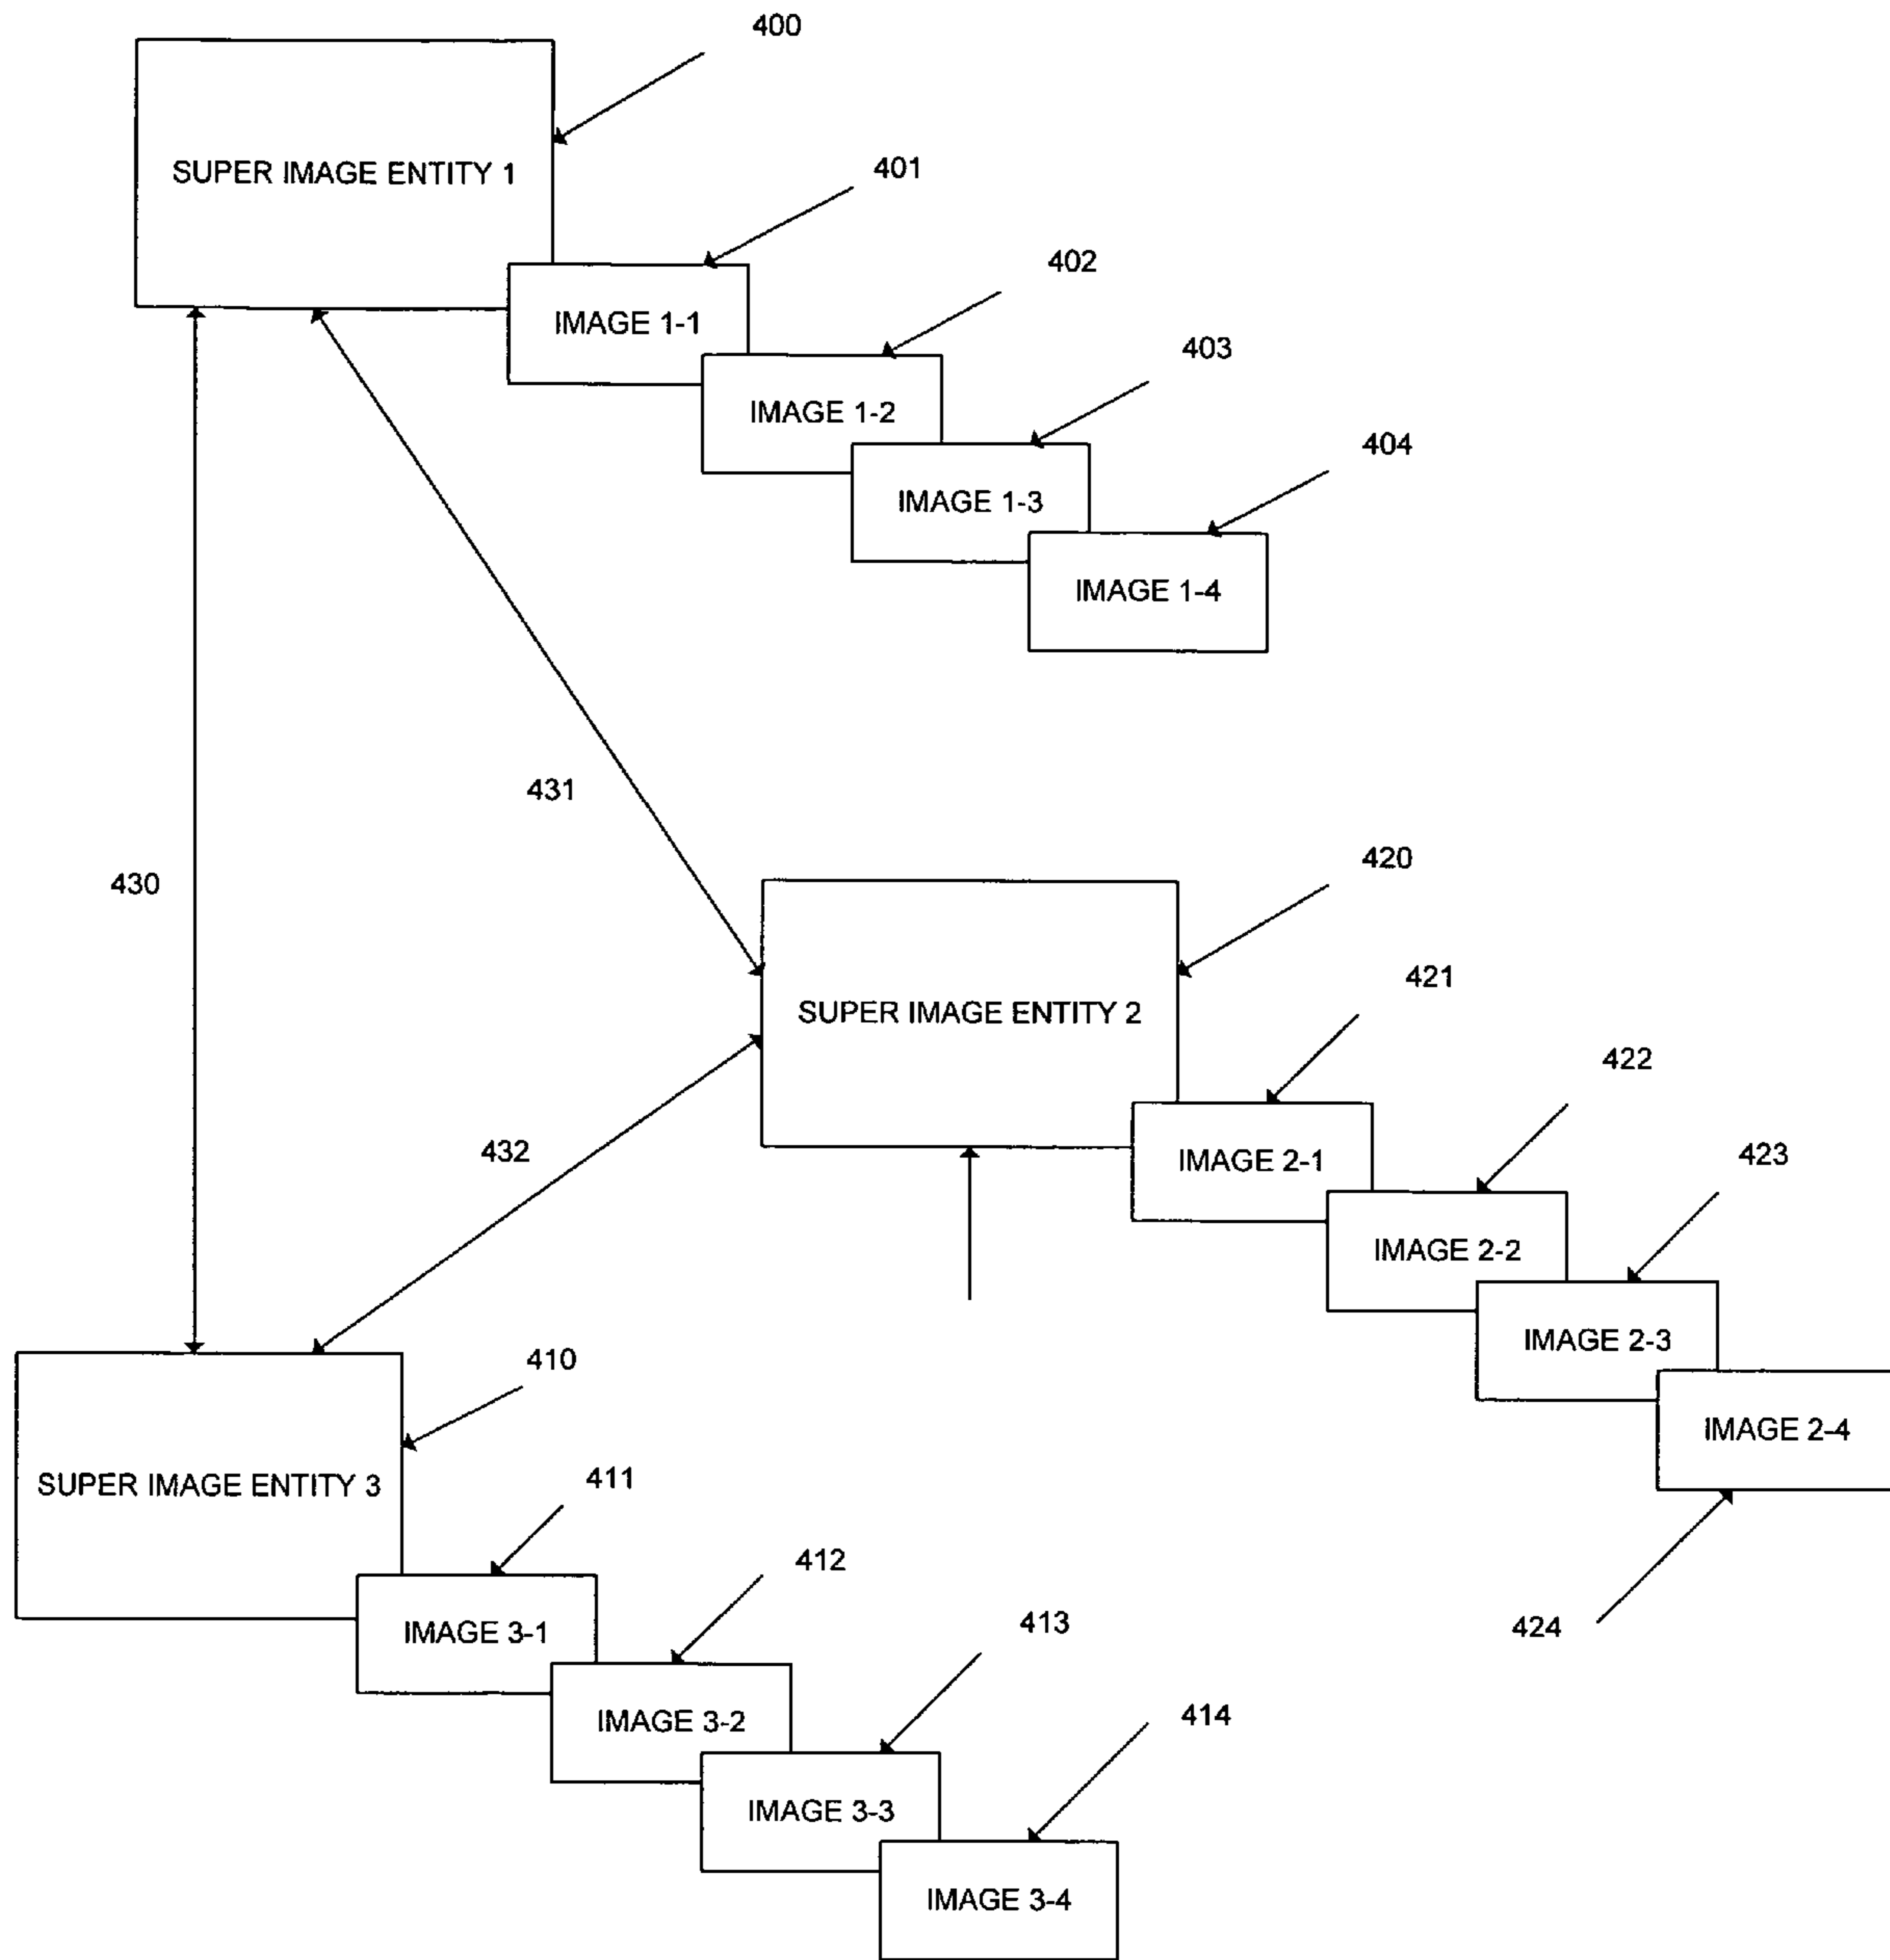 400
SUPER IMAGE ENTITY 1
401
IMAGE 1-1
402
IMAGE 1-2
403
IMAGE 1-3
404
IMAGE 1-4
431
430
420
SUPER IMAGE ENTITY 2
421
IMAGE 2-1
422
IMAGE 2-2
423
IMAGE 2-3
IMAGE 2-4
424
432
410
SUPER IMAGE ENTITY 3
411
IMAGE 3-1
412
IMAGE 3-2
413
IMAGE 3-3
414
IMAGE 3-4